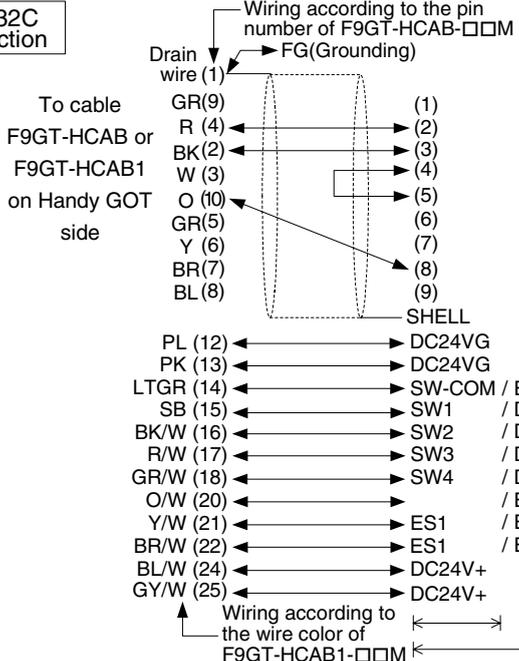 32C
ction
Wiring according to the pin
number of F9GT-HCAB-□□M
FG(Grounding)
Drain
wire (1)
To cable
F9GT-HCAB or
F9GT-HCAB1
on Handy GOT
side
GR(9) (1)
R (4) (2)
BK(2) (3)
W (3) (4)
O (10) (5)
GR(5) (6)
Y (6) (7)
BR(7) (8)
BL(8) (9)
SHELL
PL (12) DC24VG
PK (13) DC24VG
LTGR (14) SW-COM /
SB (15) SW1 /
BK/W (16) SW2 /
R/W (17) SW3 /
GR/W (18) SW4 /
O/W (20) /
Y/W (21) ES1 /
BR/W (22) ES1 /
BL/W (24) DC24V+
GY/W (25) DC24V+
Wiring according to
the wire color of
F9GT-HCAB1-□□M